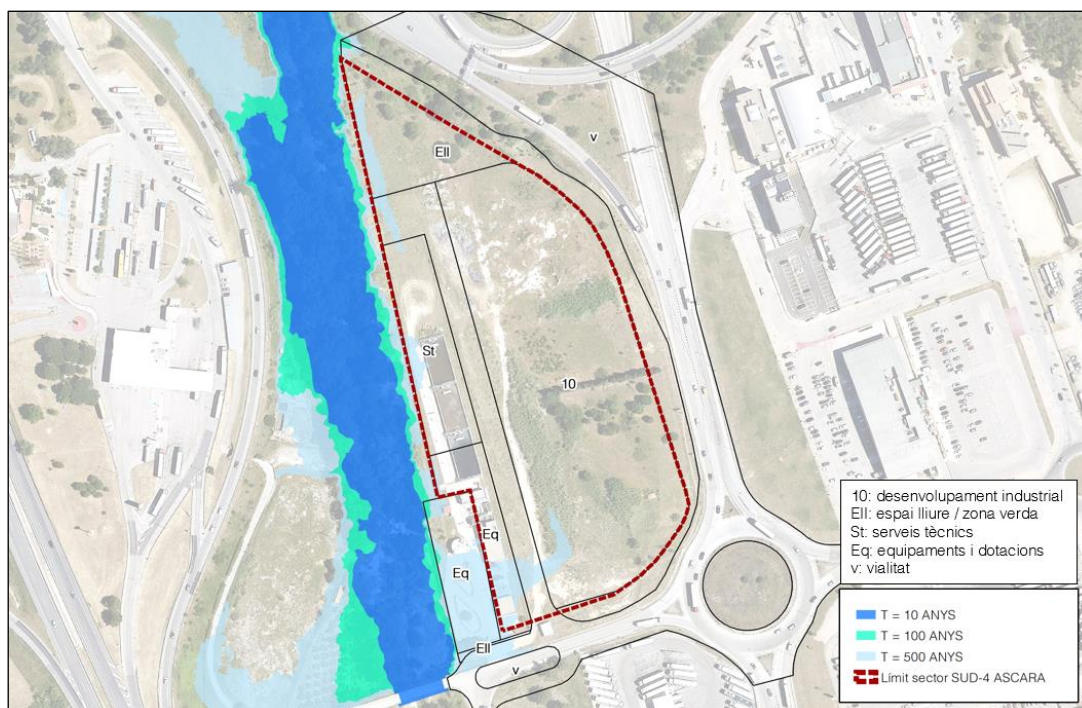 v
Ell
St
10
Eq
Eq
Ell
v
10: desenvolupament industrial
Ell: espai lliure / zona verda
St: serveis tècnics
Eq: equipaments i dotacions
v: vialitat
T = 10 ANYS
T = 100 ANYS
T = 500 ANYS
Límit sector SUD-4 ASCARA